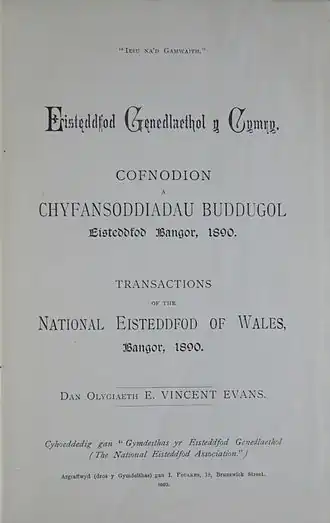 "Iesu na'd Gamwaith."
Eisteddfod Genedlaethol y Cymry.
COFNODION
A
CHYFANSODDIADAU BUDDUGOL
Eisteddfod Bangor, 1890.
TRANSACTIONS
OF THE
NATIONAL EISTEDDFOD OF WALES,
Bangor, 1890.
DAN OLYGIAETH E. VINCENT EVANS.
Cyhoeddedig gan "Gymdeithas yr Eisteddfod Genedlaethol
(The National Eisteddfod Association.")
Argraffwyd (dros y Gymdeithas) gan I. FOULKES, 18, Brunswick Street.